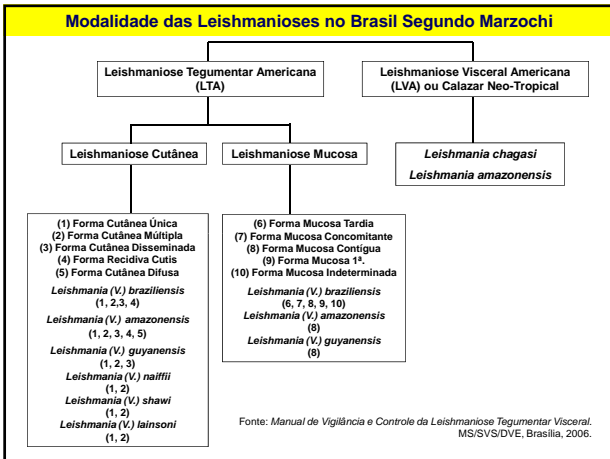 Modalidade das Leishmanioses no Brasil Segundo Marzochi
Leishmaniose Tegumentar Americana
(LTA)
Leishmaniose Visceral Americana
(LVA) ou Calazar Neo-Tropical
Leishmaniose Cutânea
Leishmaniose Mucosa
Leishmania chagasi
Leishmania amazonensis
(1) Forma Cutânea Única
(2) Forma Cutânea Múltipla
(3) Forma Cutânea Disseminada
(4) Forma Recidiva Cutis
(5) Forma Cutânea Difusa
Leishmania (V.) braziliensis
(1, 2,3, 4)
Leishmania (V.) amazonensis
(1, 2, 3, 4, 5)
Leishmania (V.) guyanensis
(1, 2, 3)
Leishmania (V.) naiffii
(1, 2)
Leishmania (V.) shawi
(1, 2)
Leishmania (V.) lainsoni
(1, 2)
(6) Forma Mucosa Tardia
(7) Forma Mucosa Concomitante
(8) Forma Mucosa Contígua
(9) Forma Mucosa 1ª.
(10) Forma Mucosa Indeterminada
Leishmania (V.) braziliensis
(6, 7, 8, 9, 10)
Leishmania (V.) amazonensis
(8)
Leishmania (V.) guyanensis
(8)
Fonte: Manual de Vigilância e Controle da Leishmaniose Tegumentar Visceral.
MS/SVS/DVE, Brasília, 2006.